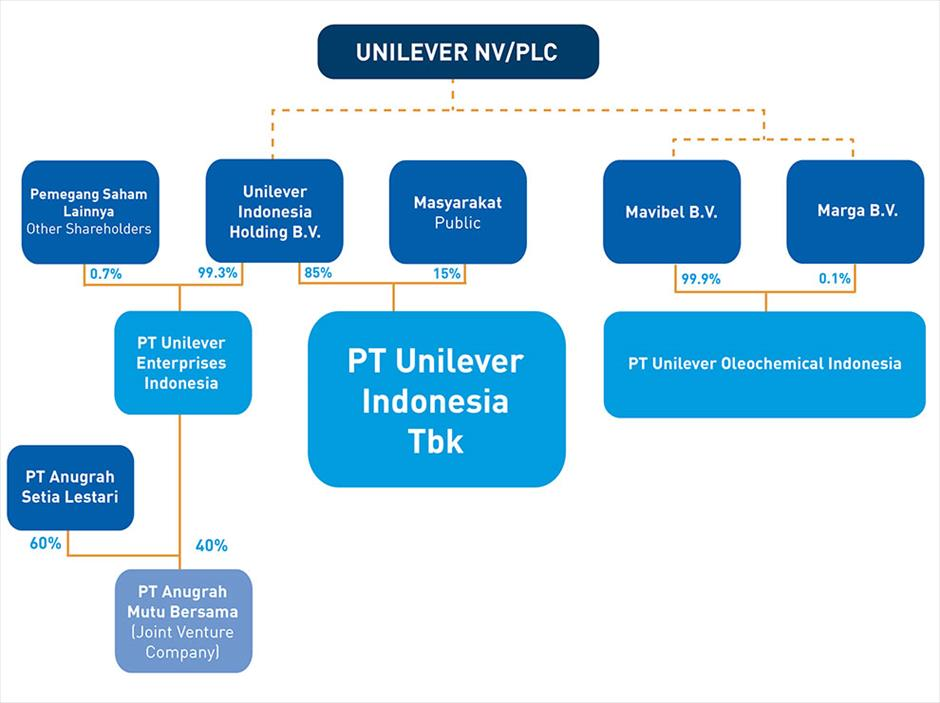 UNILEVER NV/PLC
Pemegang Saham
Lainnya
Other Shareholders
Unilever
Indonesia
Holding B.V.
Masyarakat
Public
Mavibel B.V.
Marga B.V.
0.7%
99.3%
85%
15%
99.9%
0.1%
PT Unilever
Enterprises
Indonesia
PT Unilever
Indonesia
Tbk
PT Unilever Oleochemical Indonesia
PT Anugrah
Setia Lestari
60%
40%
PT Anugrah
Mutu Bersama
(Joint Venture
Company)